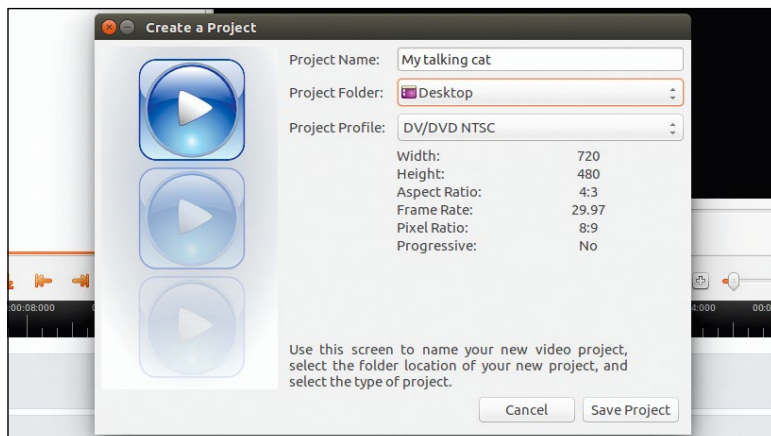 Create a Project
Project Name: My talking cat
Project Folder: Desktop
Project Profile: DV/DVD NTSC
Width: 720
Height: 480
Aspect Ratio: 4:3
Frame Rate: 29.97
Pixel Ratio: 8:9
Progressive: No
:00:08:000
4:000
00:0
Use this screen to name your new video project,
select the folder location of your new project, and
select the type of project.
Cancel Save Project